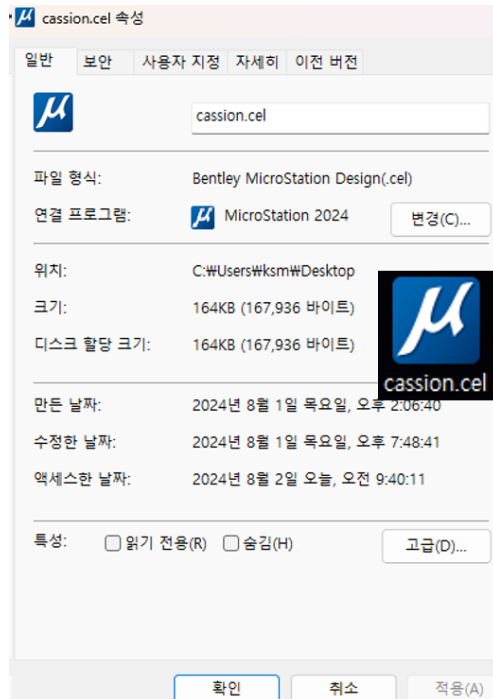 cassion.cel 속성
일반 보안 사용자 지정 자세히 이전 버전
cassion.cel
파일 형식: Bentley MicroStation Design(.cel)
연결 프로그램: MicroStation 2024 변경(C)...
위치: C:₩Users₩ksm₩Desktop
크기: 164KB (167,936 바이트)
디스크 할당 크기: 164KB (167,936 바이트)
cassion.cel
만든 날짜: 2024년 8월 1일 목요일, 오후 2:06:40
수정한 날짜: 2024년 8월 1일 목요일, 오후 7:48:41
액세스한 날짜: 2024년 8월 2일 오늘, 오전 9:40:11
특성: 읽기 전용(R) 숨김(H) 고급(D)...
확인 취소 적용(A)